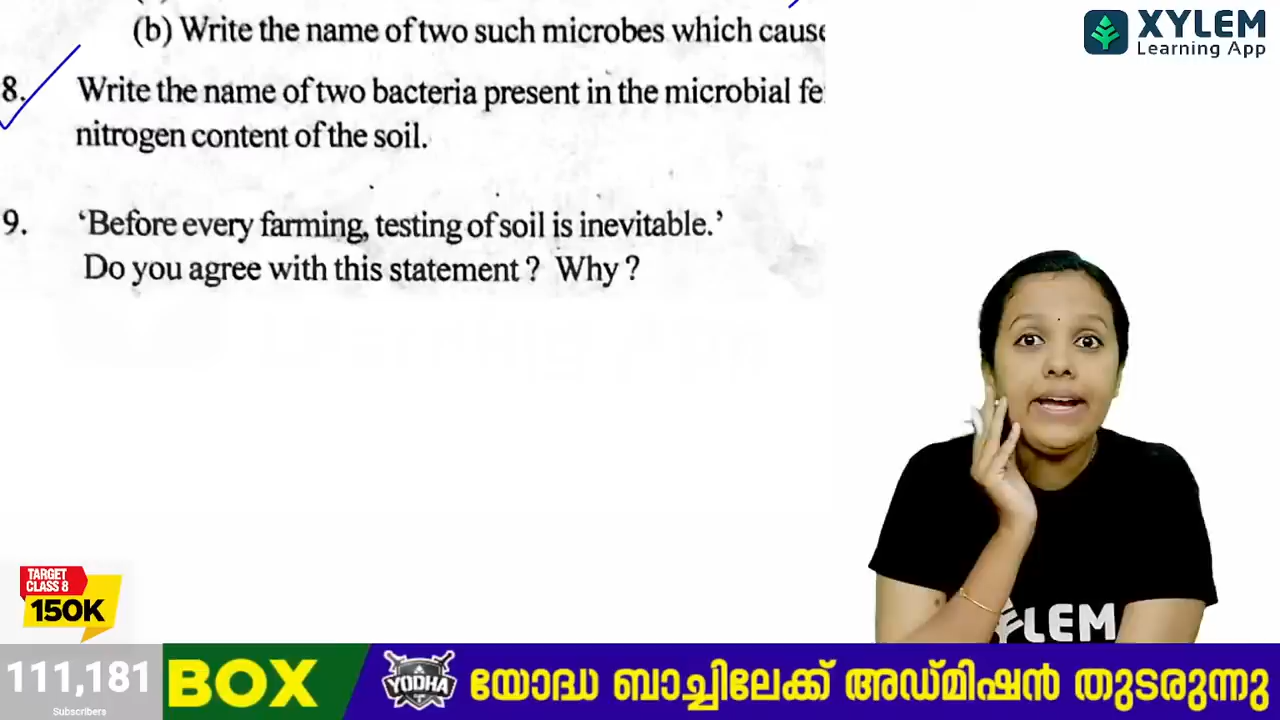 (b) Write the name of two such microbes which cause
8. Write the name of two bacteria present in the microbial fe
nitrogen content of the soil.
9. ‘Before every farming, testing of soil is inevitable.’
Do you agree with this statement ? Why ?
XYLEM
Learning App
LEM
TARGET
CLASS 8
150K
111,181
Subscribers
BOX
YODHA
യോദ്ധ ബാച്ചിലേക്ക് അഡ്മിഷൻ തുടരുന്നു